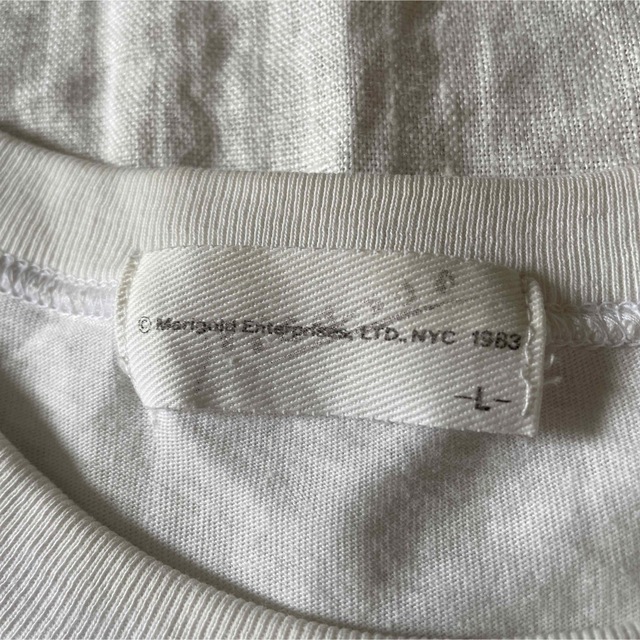 © Marigold Enterprises, LTD., NYC 1983
-L-